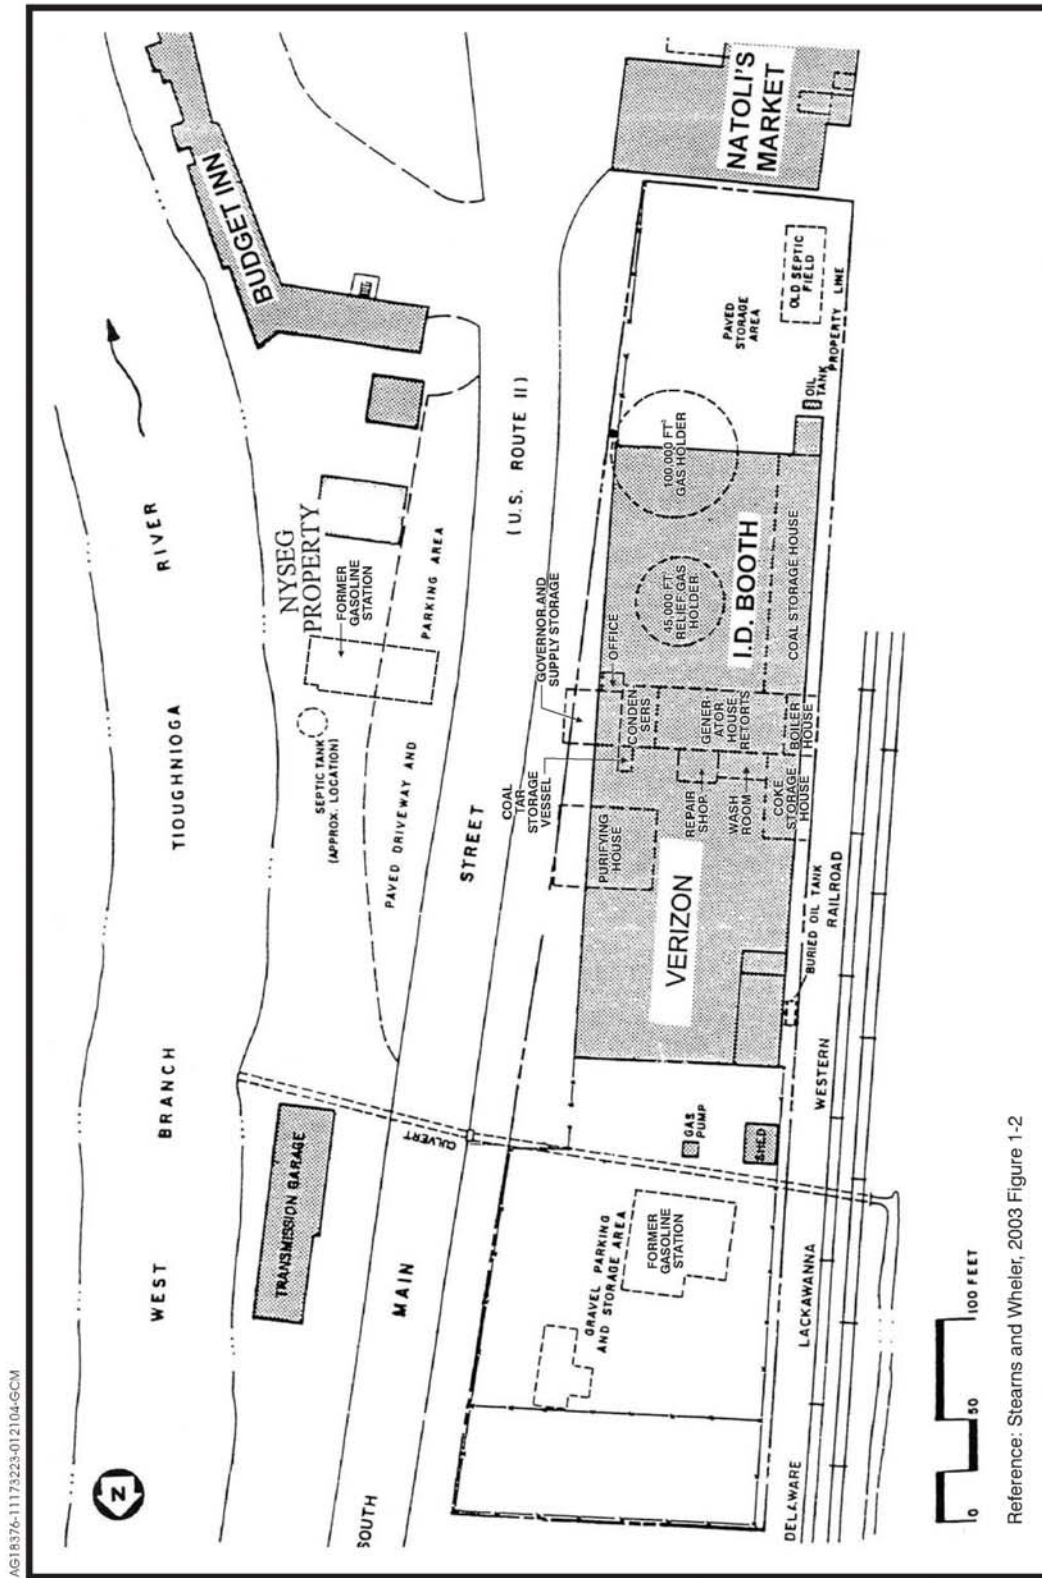 AG18376-11173223-012104-GCM
N
WEST BRANCH TIOUGHNIOGA RIVER
TRANSMISSION GARAGE
CULVERT
BUDGET INN
NYSEG
PROPERTY
FORMER
GASOLINE
STATION
SEPTIC TANK
(APPROX. LOCATION)
PAVED DRIVEWAY AND PARKING AREA
SOUTH MAIN STREET (U.S. ROUTE 11)
NATOLI'S
MARKET
GOVERNOR AND
SUPPLY STORAGE
OFFICE
COAL
TAR
STORAGE
VESSEL
PURIFYING
HOUSE
CONDEN
SERS
45,000 FT³
RELIEF GAS
HOLDER
100,000 FT³
GAS HOLDER
PAVED
STORAGE
AREA
OLD SEPTIC
FIELD
OIL
TANK
PROPERTY LINE
I.D. BOOTH
COAL STORAGE HOUSE
GENER-
ATOR
HOUSE-
RETORTS
BOILER
HOUSE
REPAIR
SHOP
WASH
ROOM
COKE
STORAGE
HOUSE
VERIZON
BURIED OIL TANK
GAS
PUMP
SHED
GRAVEL PARKING
AND STORAGE AREA
FORMER
GASOLINE
STATION
DELAWARE LACKAWANNA WESTERN RAILROAD
0 50 100 FEET
Reference: Stearns and Wheler, 2003 Figure 1-2